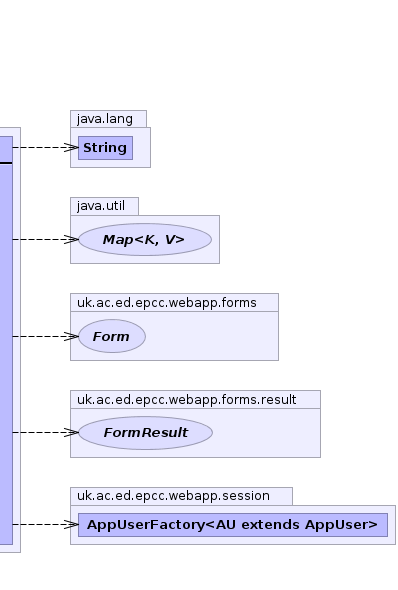 java.lang
String
java.util
Map<K, V>
uk.ac.ed.epcc.webapp.forms
Form
uk.ac.ed.epcc.webapp.forms.result
FormResult
uk.ac.ed.epcc.webapp.session
AppUserFactory<AU extends AppUser>